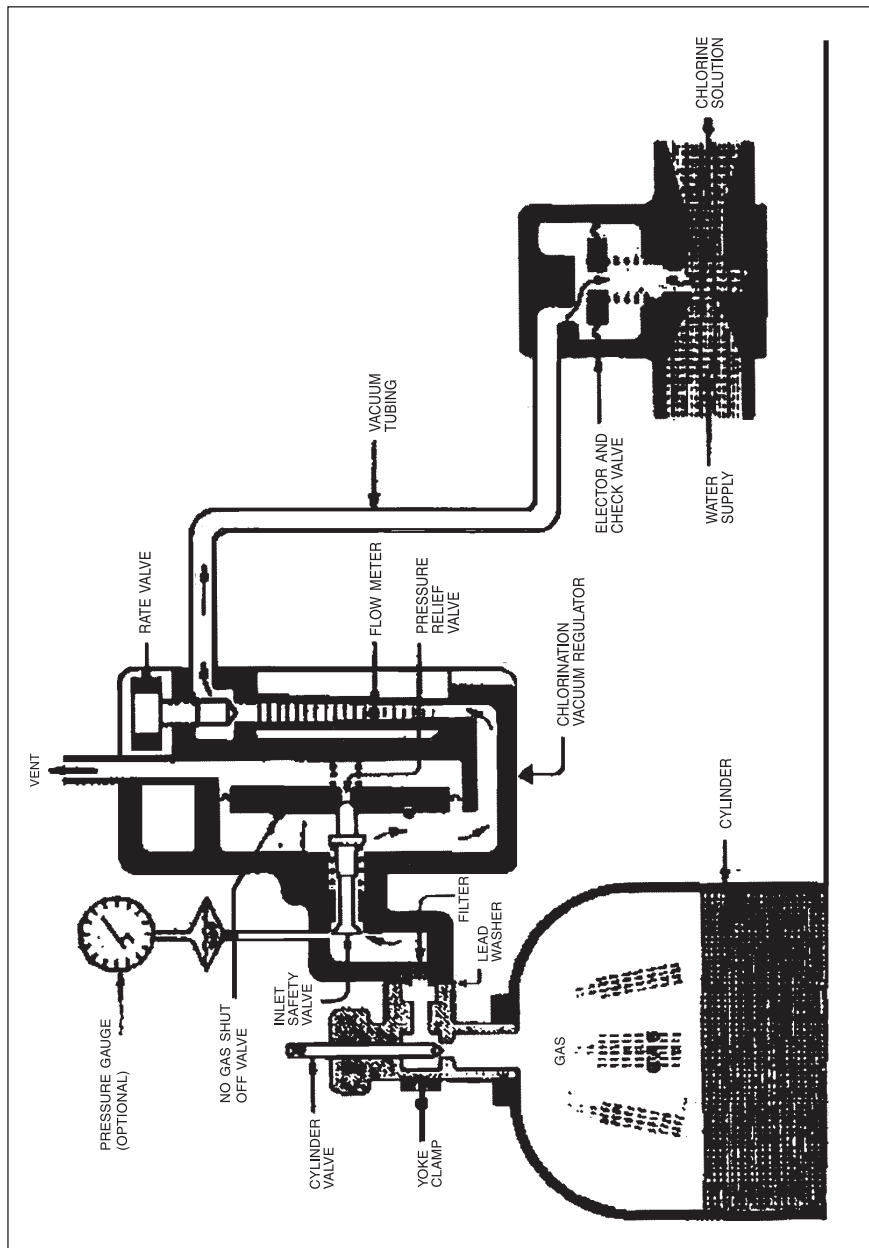 PRESSURE GAUGE
(OPTIONAL)
VENT
RATE VALVE
VACUUM
TUBING
CHLORINE
SOLUTION
NO GAS SHUT
OFF VALVE
INLET
SAFETY
VALVE
CYLINDER
VALVE
YOKE
CLAMP
FILTER
LEAD
WASHER
FLOW METER
PRESSURE
RELIEF
VALVE
CHLORINATION
VACUUM REGULATOR
ELECTOR AND
CHECK VALVE
WATER
SUPPLY
GAS
GAS
CYLINDER